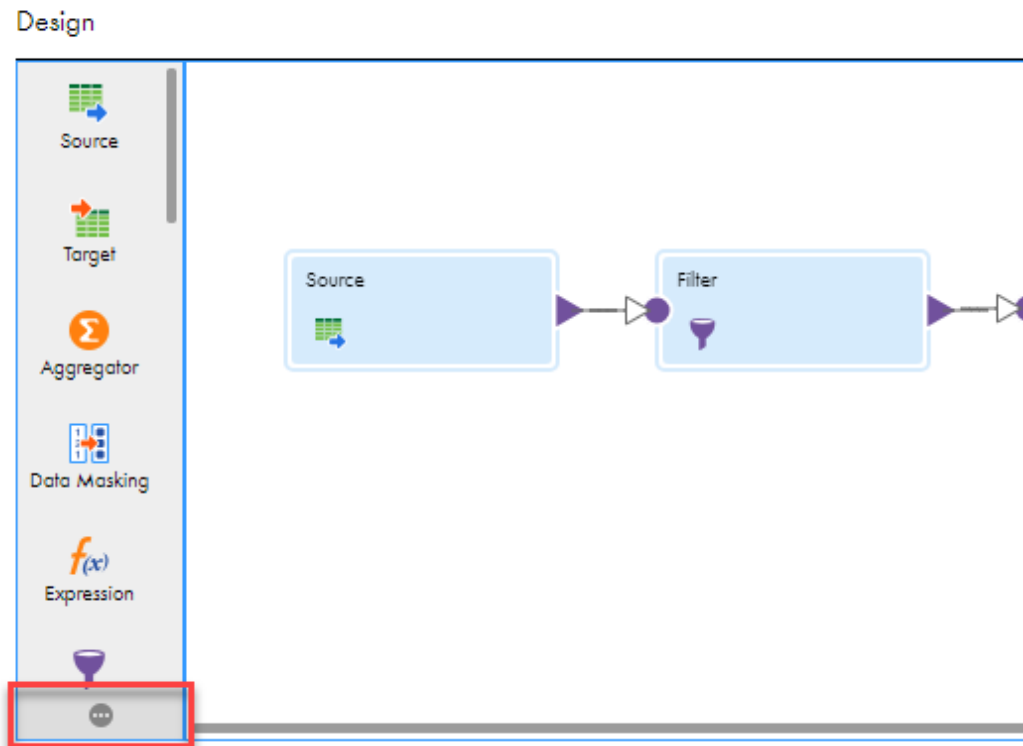 Design
Source
Target
Aggregator
Data Masking
f(x)
Expression
Source
Filter